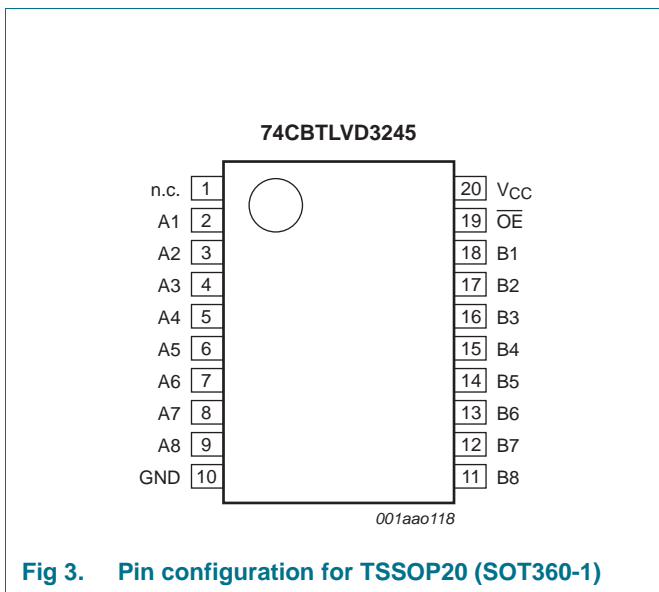 74CBTLVD3245
n.c. 1 20 VCC
A1 2 19 O̅E̅
A2 3 18 B1
A3 4 17 B2
A4 5 16 B3
A5 6 15 B4
A6 7 14 B5
A7 8 13 B6
A8 9 12 B7
GND 10 11 B8
001aao118
Fig 3. Pin configuration for TSSOP20 (SOT360-1)